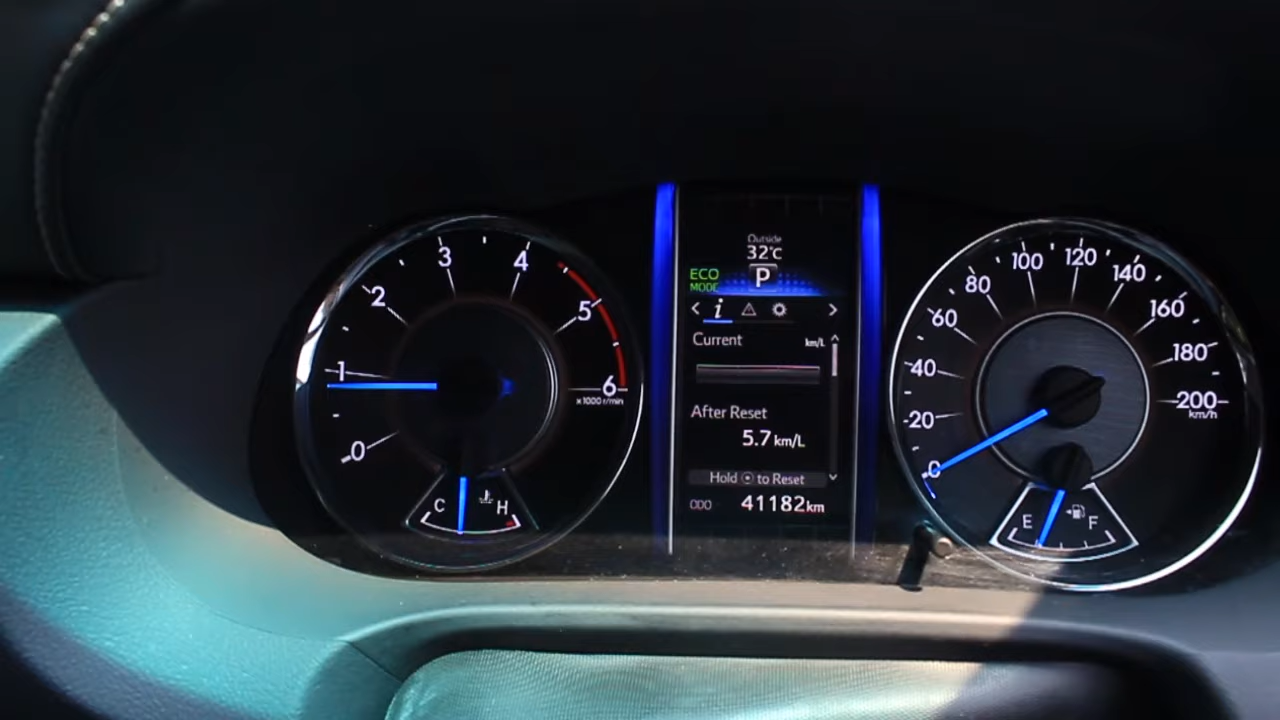 0
1
2
3
4
5
6
x1000 r/min
C
H
Outside
32°C
ECO
MODE
P
< i >
Current km/L
After Reset
5.7 km/L
Hold ⊙ to Reset
ODO 41182 km
0
20
40
60
80
100
120
140
160
180
200
km/h
E
F